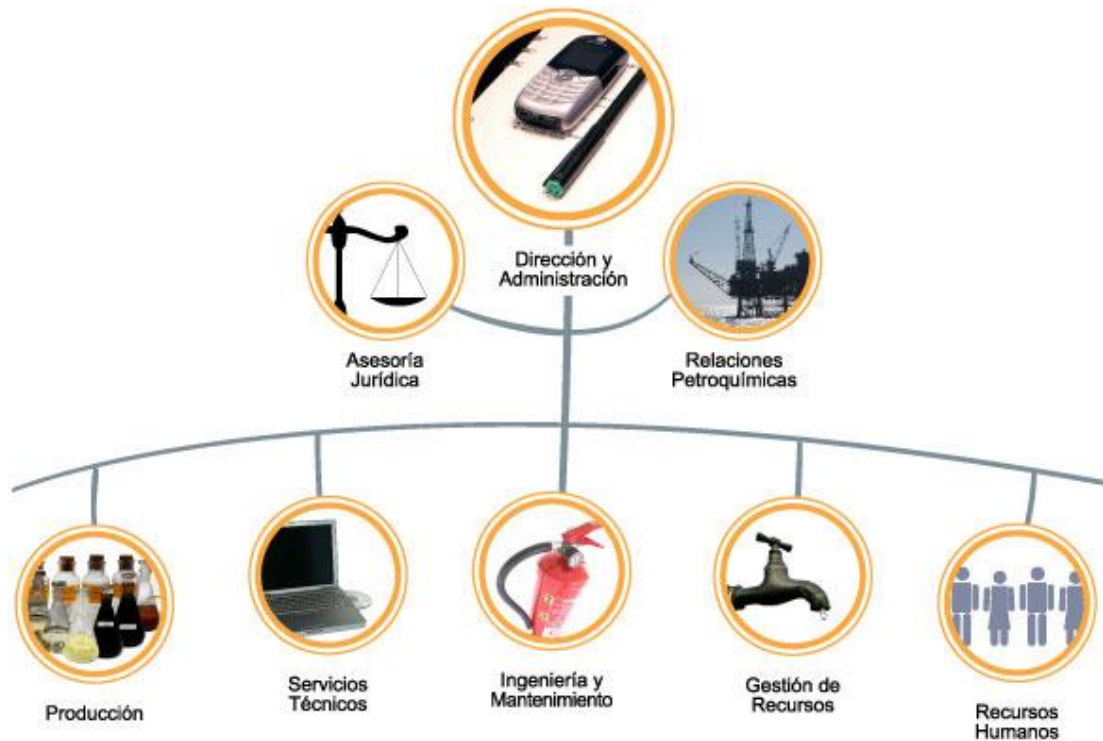 Dirección y
Administración
Asesoría
Jurídica
Relaciones
Petroquímicas
Producción
Servicios
Técnicos
Ingeniería y
Mantenimiento
Gestión de
Recursos
Recursos
Humanos